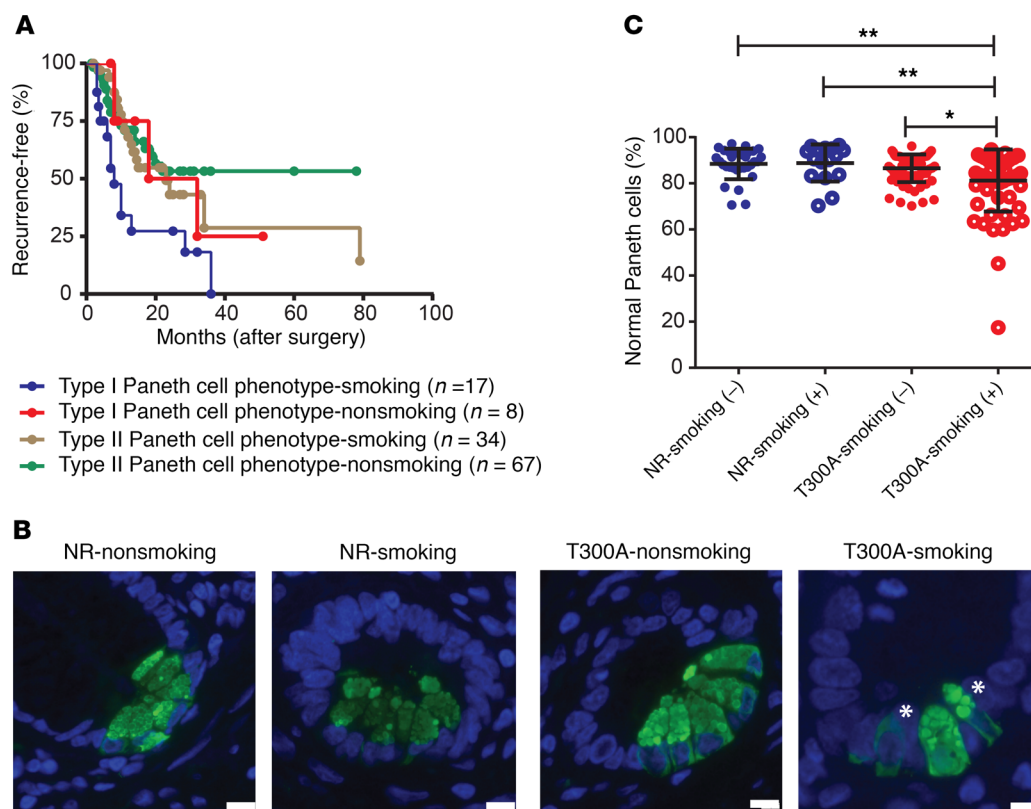 A
Recurrence-free (%)
100
75
50
25
0
0 20 40 60 80 100
Months (after surgery)
Type I Paneth cell phenotype-smoking (n =17)
Type I Paneth cell phenotype-nonsmoking (n = 8)
Type II Paneth cell phenotype-smoking (n = 34)
Type II Paneth cell phenotype-nonsmoking (n = 67)
C
**
**
*
Normal Paneth cells (%)
100
80
60
40
20
0
NR-smoking (–)
NR-smoking (+)
T300A-smoking (–)
T300A-smoking (+)
B
NR-nonsmoking NR-smoking T300A-nonsmoking T300A-smoking
* *